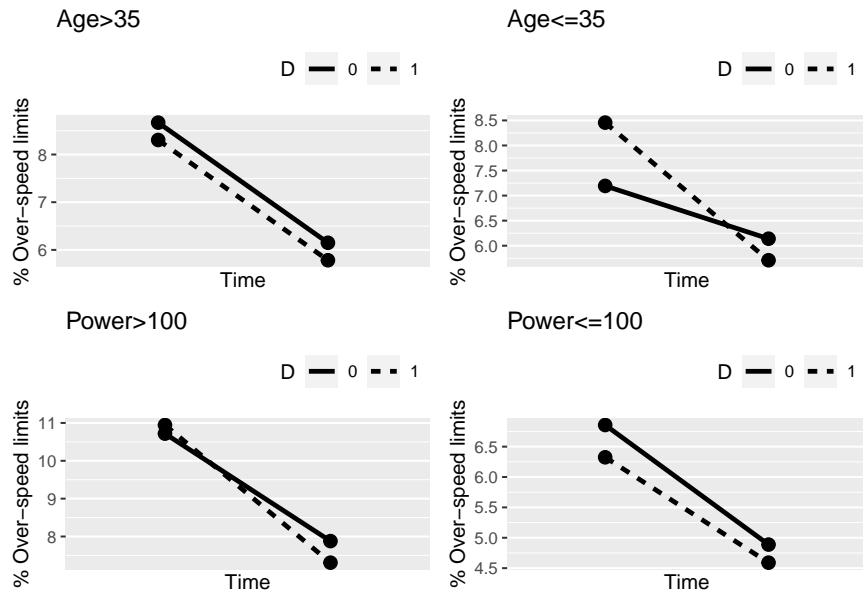 Age>35
D 0 1
% Over−speed limits
8
7
6
Time
Age<=35
D 0 1
% Over−speed limits
8.5
8.0
7.5
7.0
6.5
6.0
Time
Power>100
D 0 1
% Over−speed limits
11
10
9
8
Time
Power<=100
D 0 1
% Over−speed limits
6.5
6.0
5.5
5.0
4.5
Time